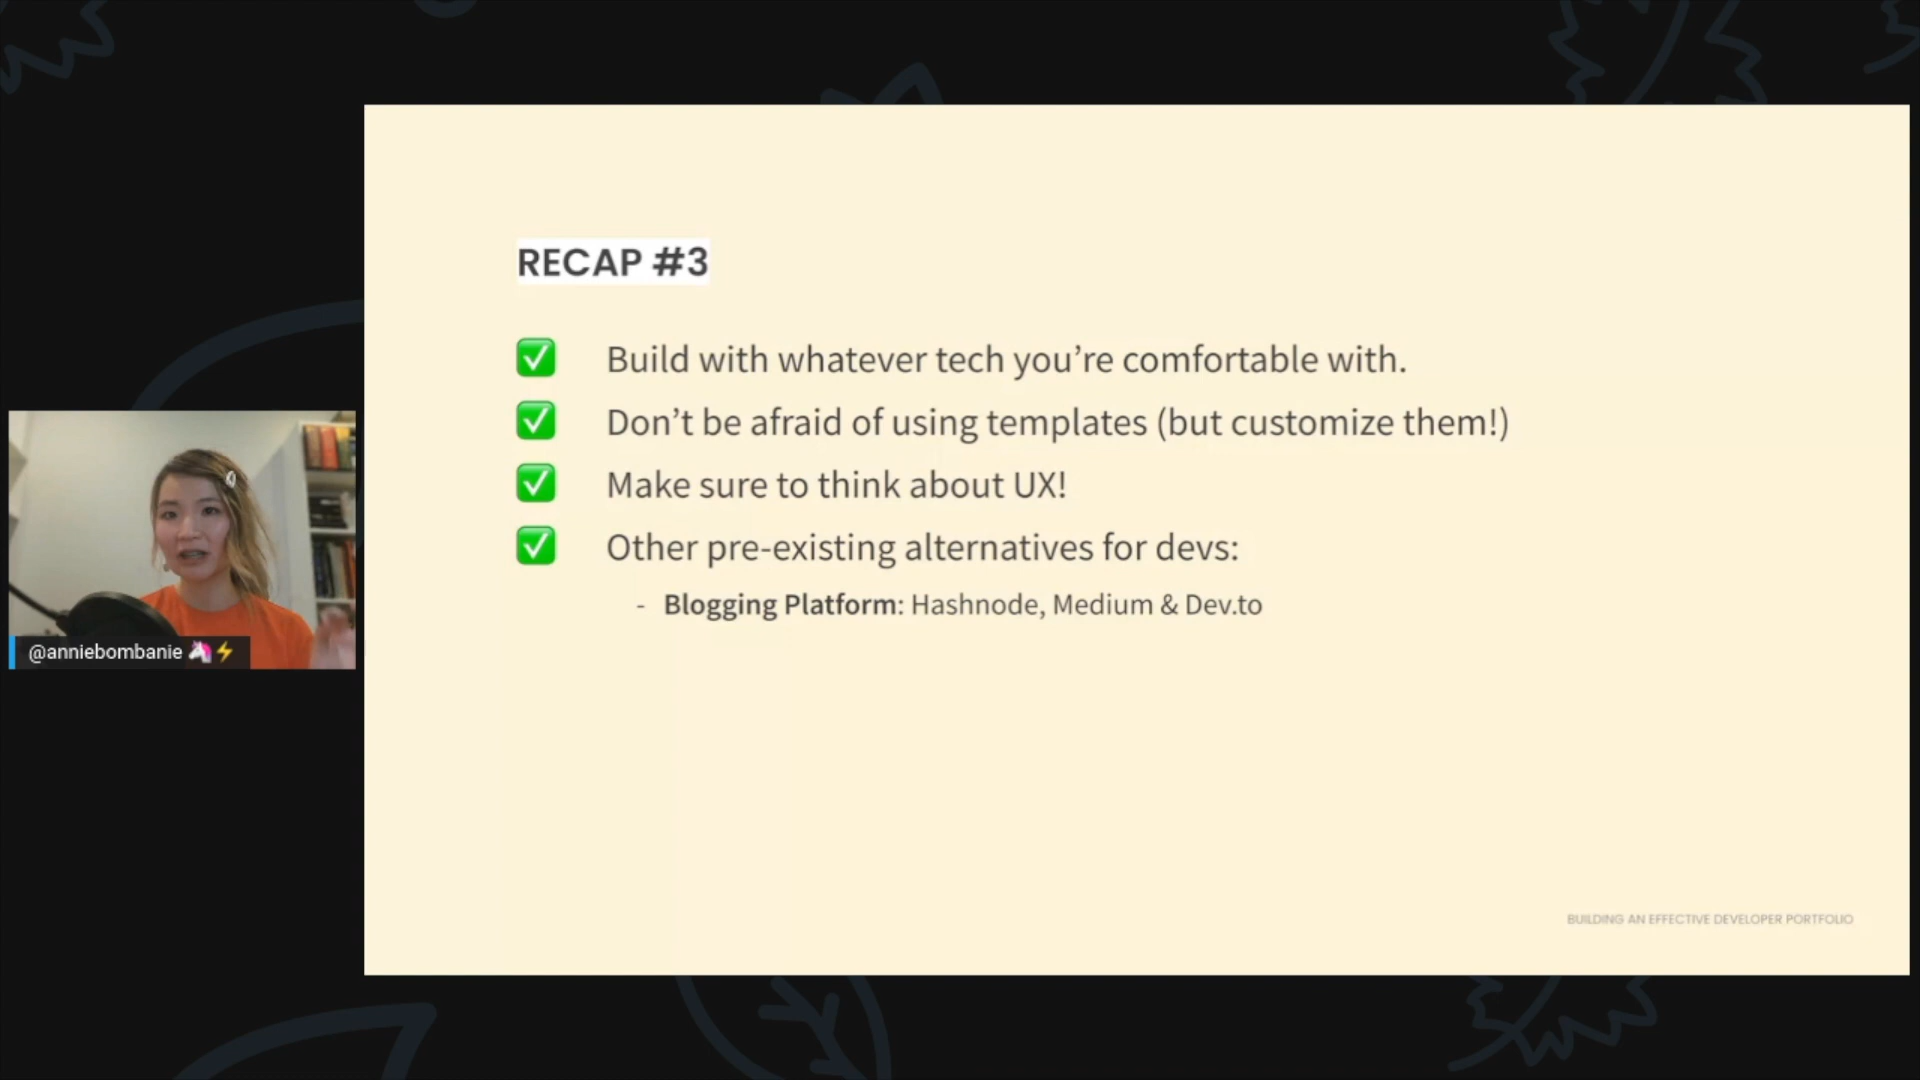 RECAP #3
✅ Build with whatever tech you’re comfortable with.
✅ Don’t be afraid of using templates (but customize them!)
✅ Make sure to think about UX!
✅ Other pre-existing alternatives for devs:
- Blogging Platform: Hashnode, Medium & Dev.to
@anniebombanie 🦄⚡
BUILDING AN EFFECTIVE DEVELOPER PORTFOLIO